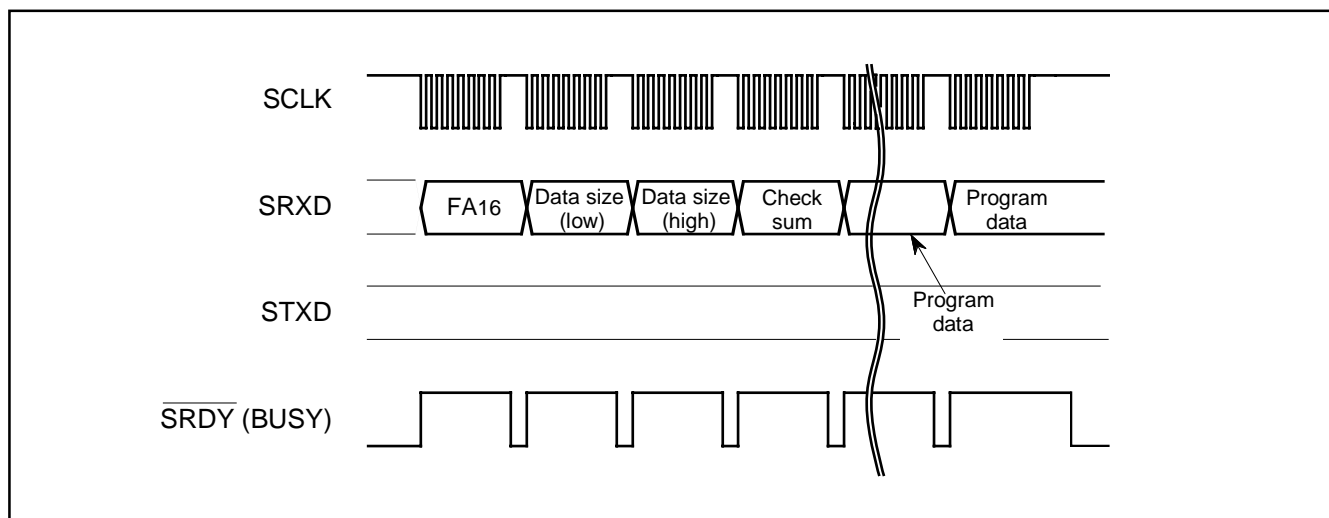 SCLK
SRXD
FA16
Data size
(low)
Data size
(high)
Check
sum
Program
data
STXD
Program
data
SRDY (BUSY)